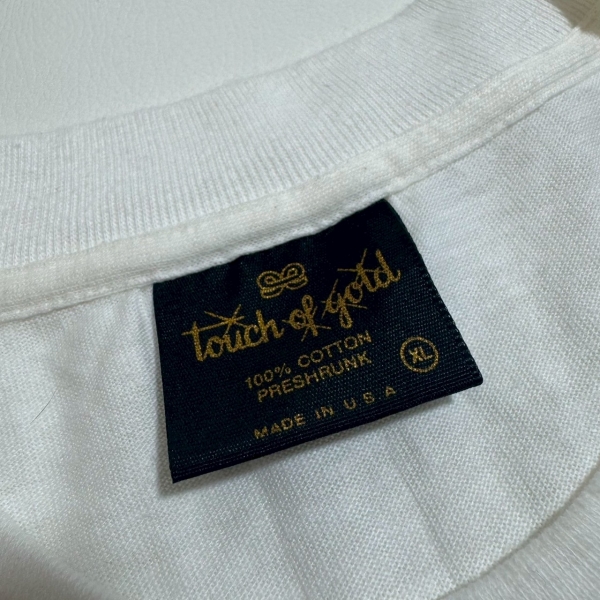 touch of gold
100% COTTON
PRESHRUNK
XL
MADE IN U.S.A